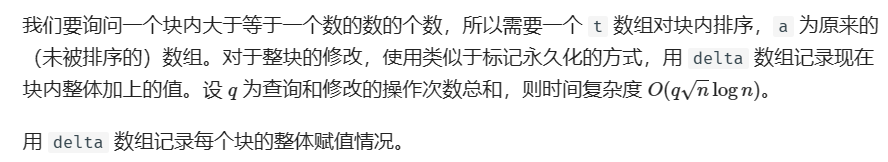 我们要询问一个块内大于等于一个数的数的个数，所以需要一个 t 数组对块内排序，a 为原来的
（未被排序的）数组。对于整块的修改，使用类似于标记永久化的方式，用 delta 数组记录现在
块内整体加上的值。设 q 为查询和修改的操作次数总和，则时间复杂度 O(q√n log n)。
用 delta 数组记录每个块的整体赋值情况。